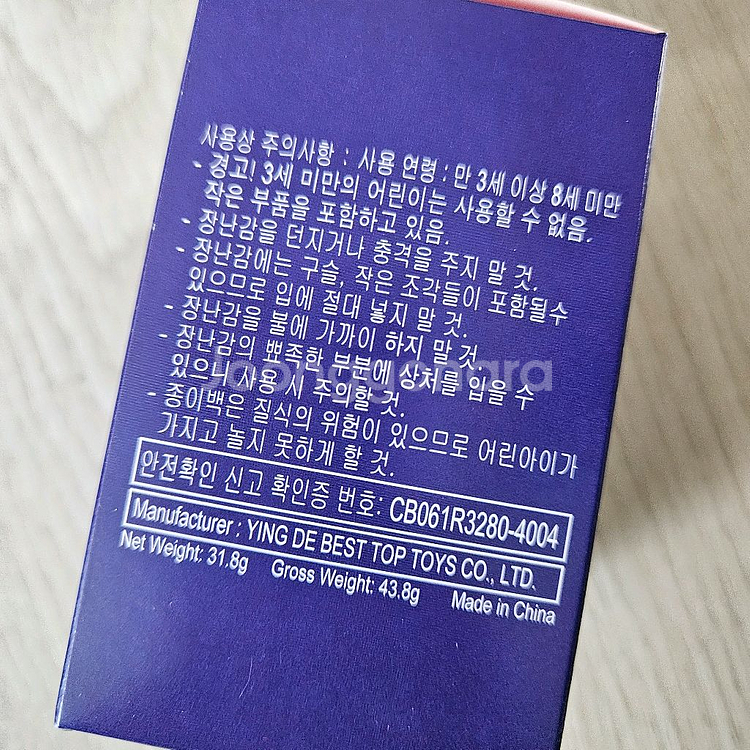 사용상 주의사항 : 사용 연령 : 만 3세 이상 8세 미만
- 경고! 3세 미만의 어린이는 사용할 수 없음.
작은 부품을 포함하고 있음.
- 장난감을 던지거나 충격을 주지 말 것.
- 장난감에는 구슬, 작은 조각들이 포함될수
있으므로 입에 절대 넣지 말 것.
- 장난감을 불에 가까이 하지 말 것.
- 장난감의 뾰족한 부분에 상처를 입을 수
있으니 사용시 주의할 것.
- 종이백은 질식의 위험이 있으므로 어린아이가
가지고 놀지 못하게 할 것.
안전확인 신고 확인증 번호: CB061R3280-4004
Manufacturer : YING DE BEST TOP TOYS CO., LTD.
Net Weight: 31.8g Gross Weight: 43.8g Made in China
Joonggonara